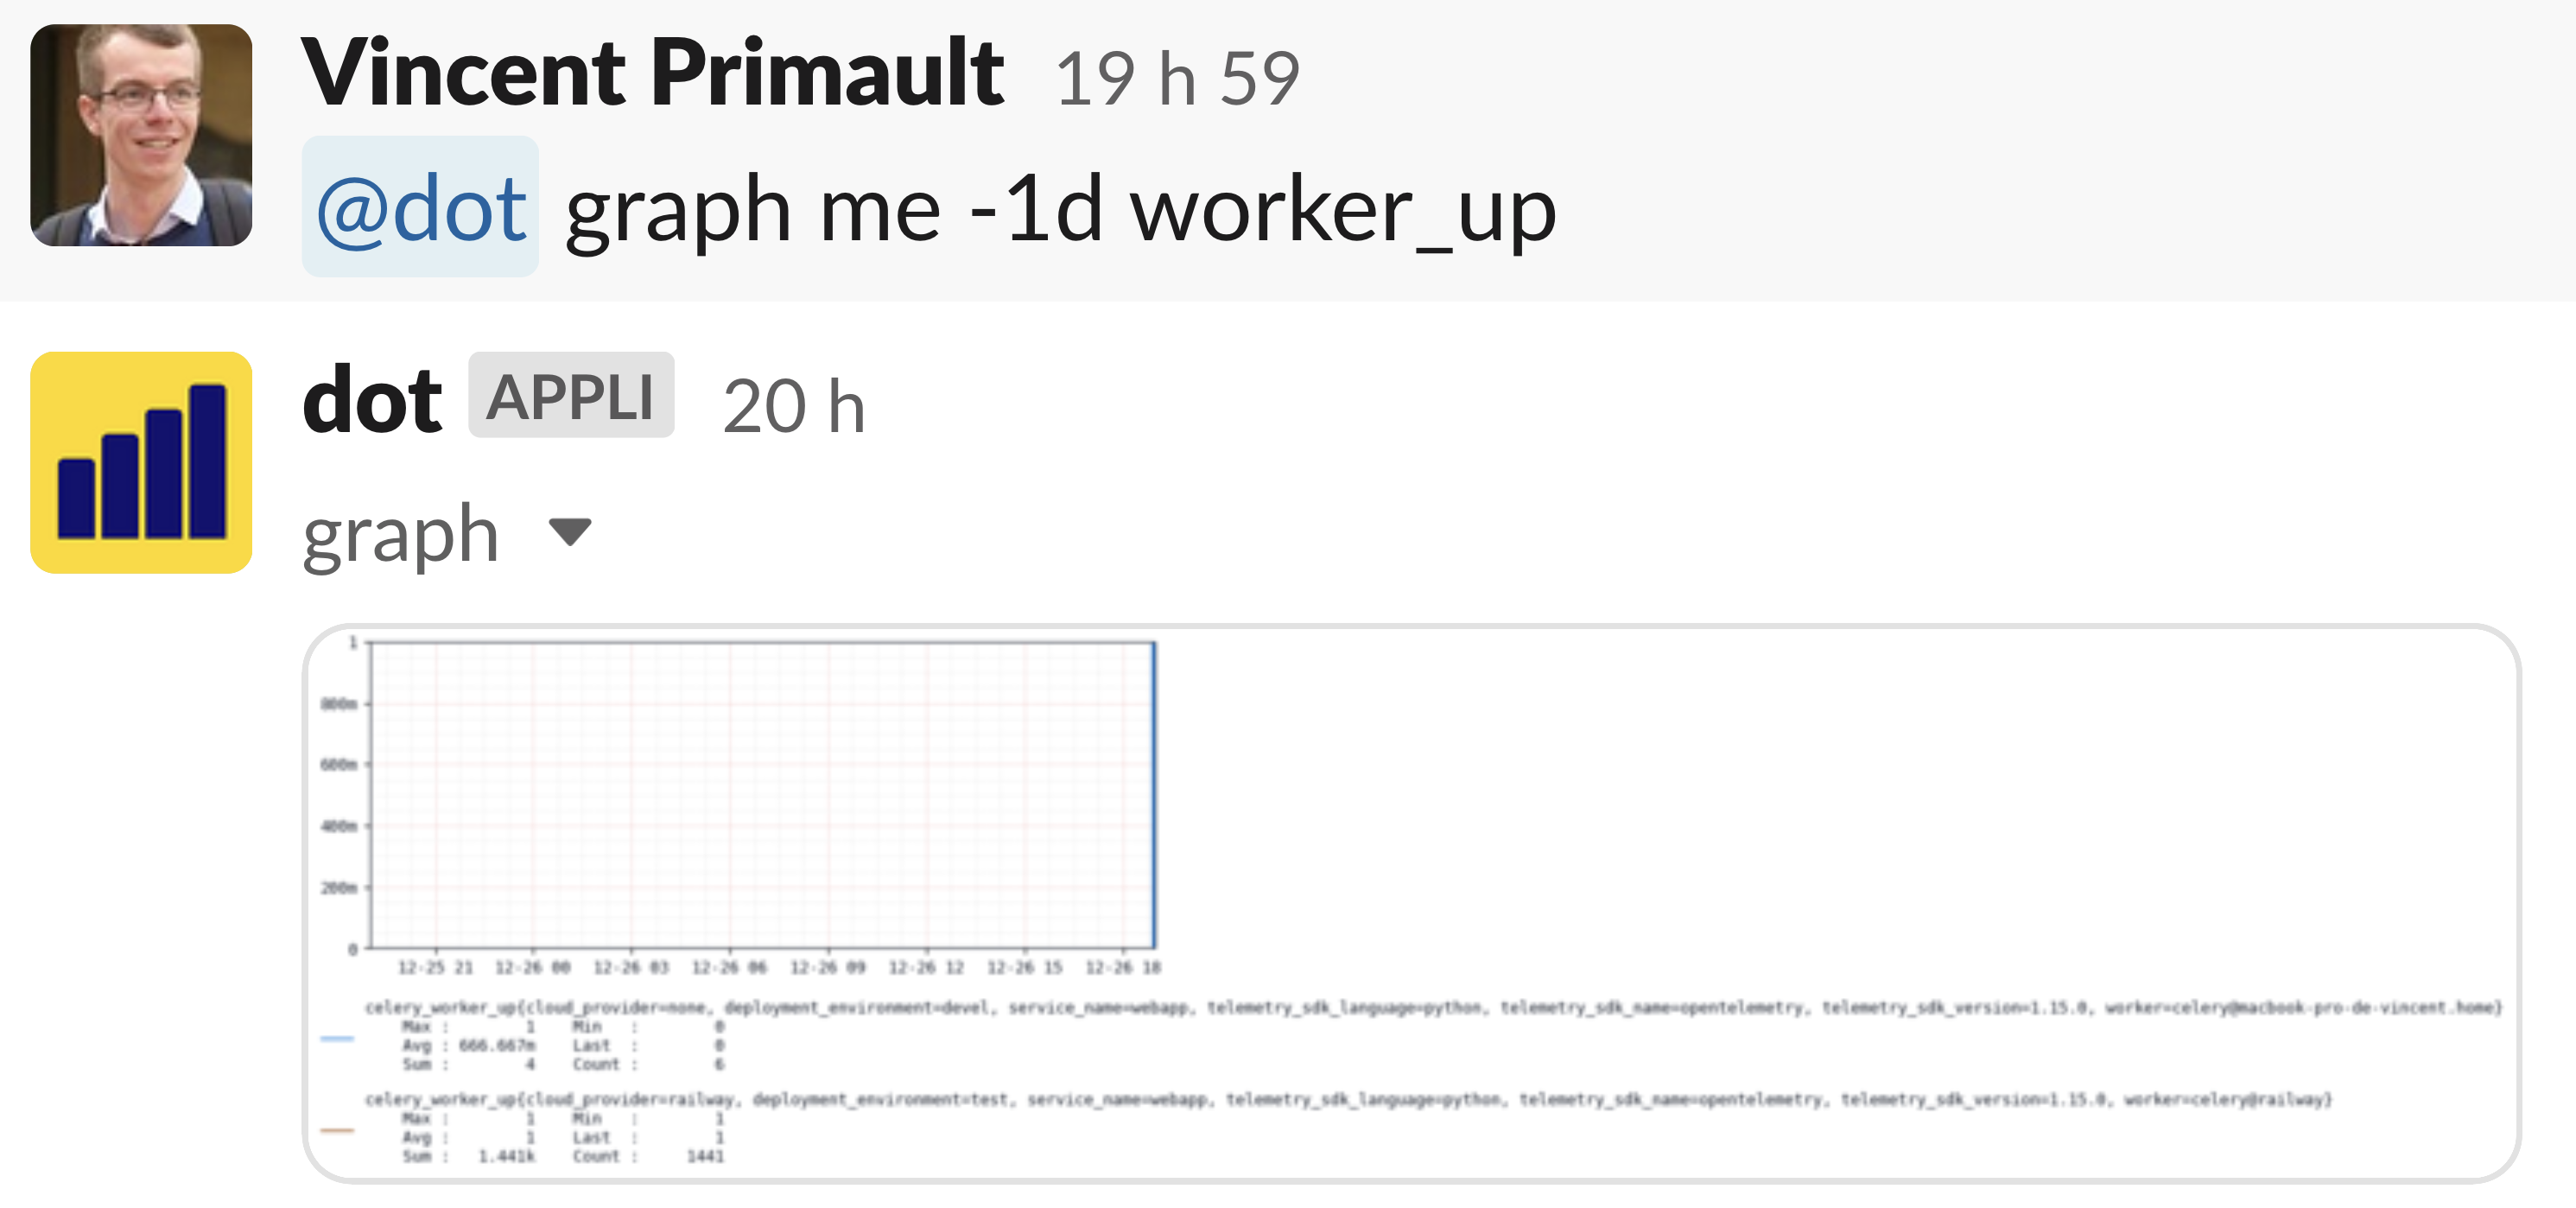 Vincent Primault 19 h 59
@dot graph me -1d worker_up
dot APPLI 20 h
graph
1
800m
600m
400m
200m
0
12-25 21 12-26 00 12-26 03 12-26 06 12-26 09 12-26 12 12-26 15 12-26 18
celery_worker_up{cloud_provider=none, deployment_environment=devel, service_name=webapp, telemetry_sdk_language=python, telemetry_sdk_name=opentelemetry, telemetry_sdk_version=1.15.0, worker=celery@macbook-pro-de-vincent.home}
Max : 1 Min : 0
Avg : 666.667m Last : 0
Sum : 4 Count : 6
celery_worker_up{cloud_provider=railway, deployment_environment=test, service_name=webapp, telemetry_sdk_language=python, telemetry_sdk_name=opentelemetry, telemetry_sdk_version=1.15.0, worker=celery@railway}
Max : 1 Min : 1
Avg : 1 Last : 1
Sum : 1.441k Count : 1441